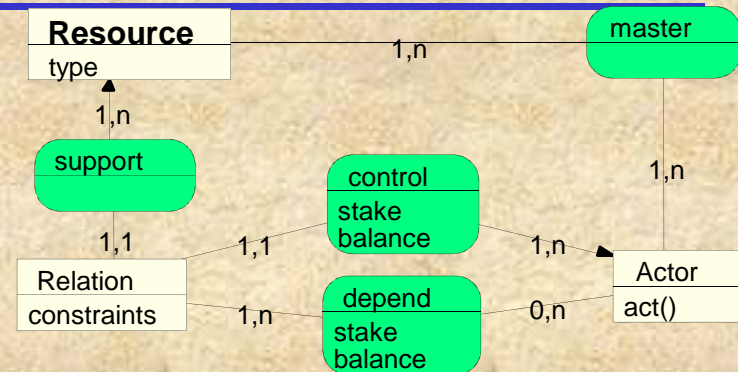 Resource
type
master
1,n
1,n
support
control
stake
balance
1,n
1,1
1,1
1,n
Relation
constraints
Actor
act()
depend
stake
balance
1,n
0,n